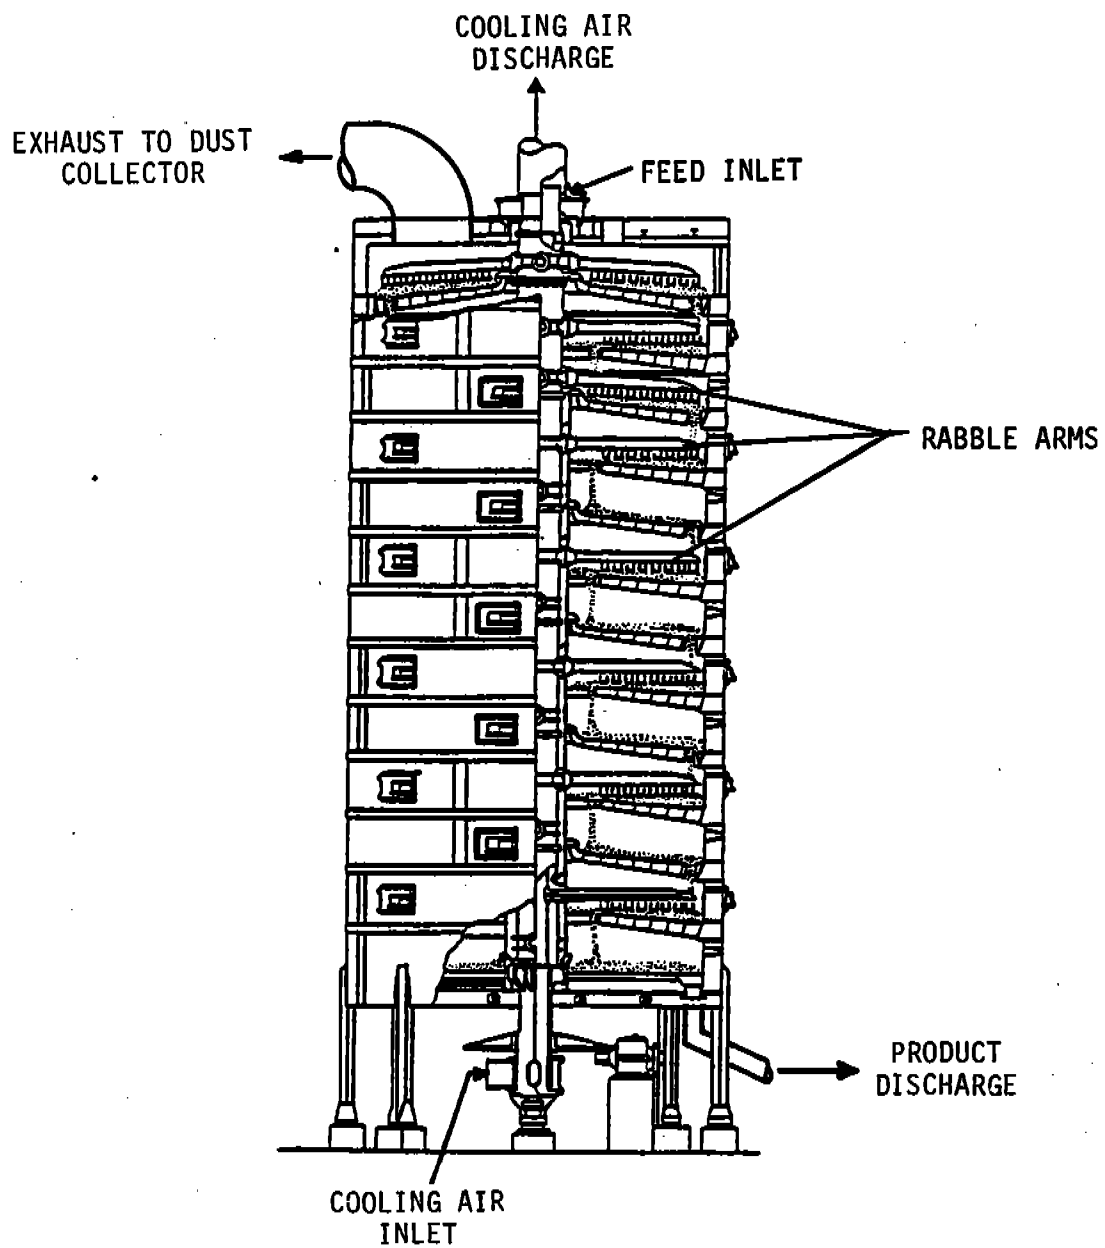 COOLING AIR
DISCHARGE
EXHAUST TO DUST
COLLECTOR
FEED INLET
RABBLE ARMS
PRODUCT
DISCHARGE
COOLING AIR
INLET